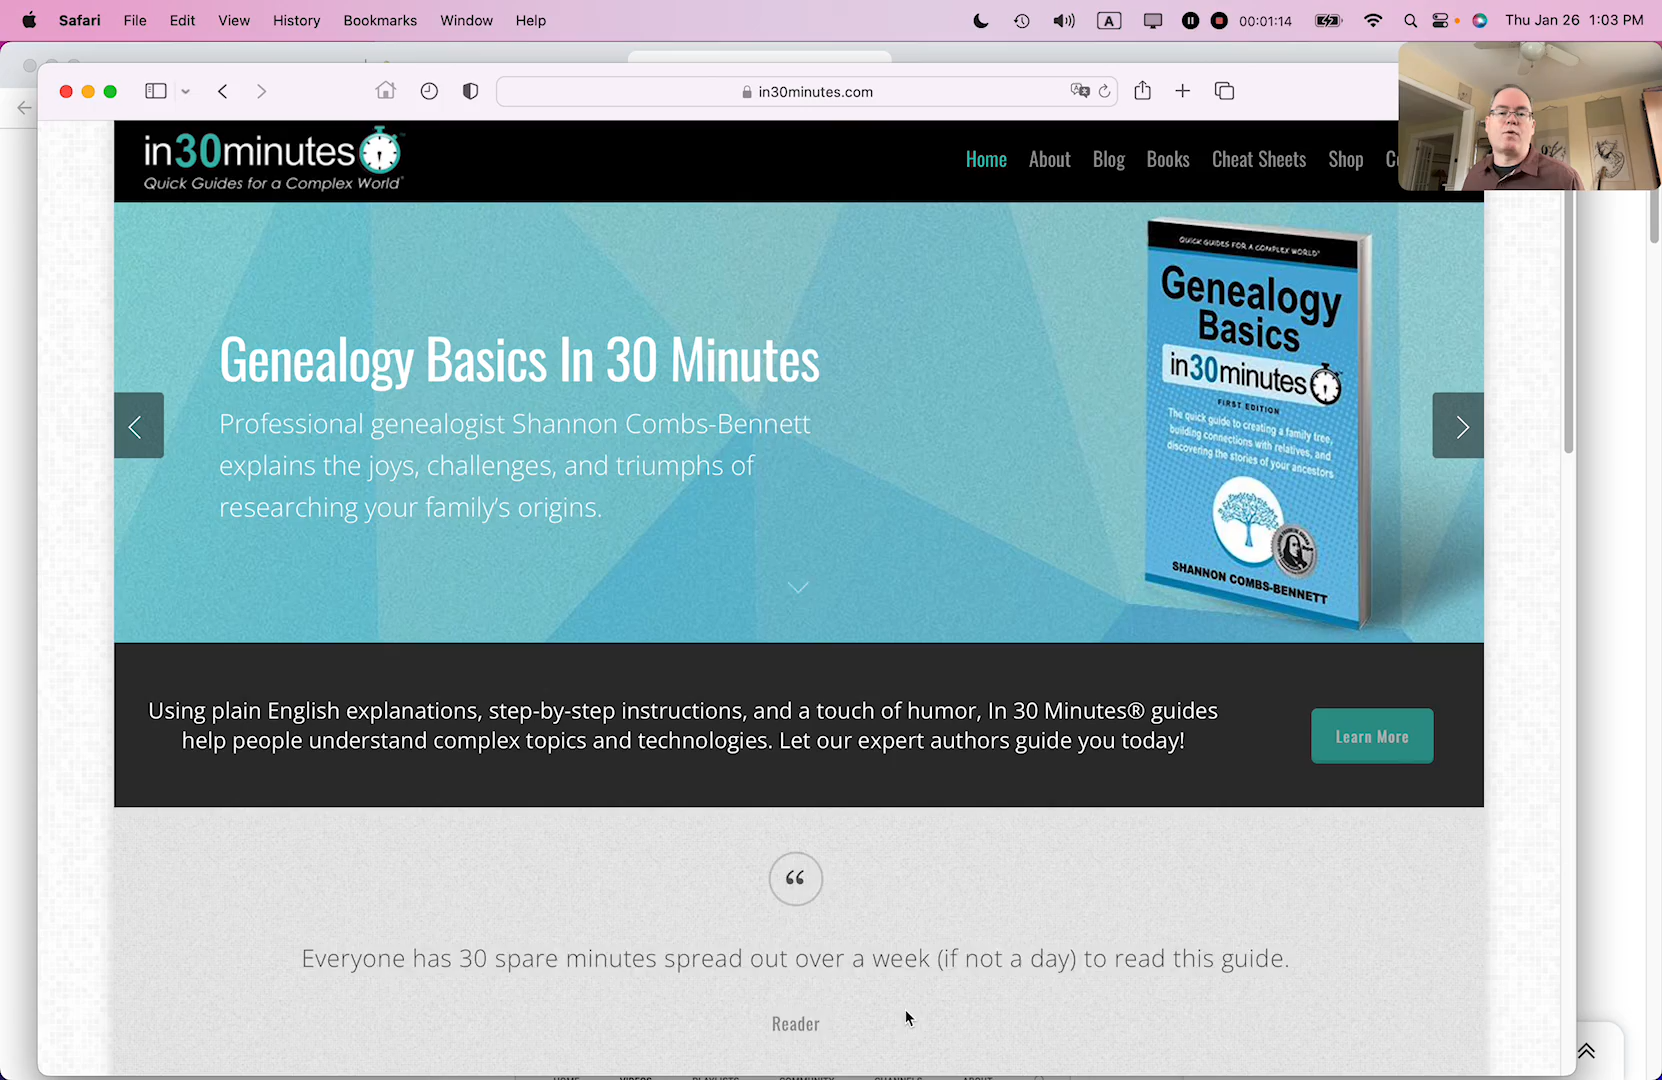 Safari File Edit View History Bookmarks Window Help
A 00:01:14 Thu Jan 26 1:03 PM
in30minutes.com
in30minutes
Quick Guides for a Complex World
Home About Blog Books Cheat Sheets Shop
Genealogy Basics In 30 Minutes
Professional genealogist Shannon Combs-Bennett
explains the joys, challenges, and triumphs of
researching your family's origins.
QUICK GUIDES FOR A COMPLEX WORLD
Genealogy
Basics
in30minutes
FIRST EDITION
The quick guide to creating a family tree,
building connections with relatives, and
discovering the stories of your ancestors
SHANNON COMBS-BENNETT
Using plain English explanations, step-by-step instructions, and a touch of humor, In 30 Minutes® guides
help people understand complex topics and technologies. Let our expert authors guide you today!
Learn More
“
Everyone has 30 spare minutes spread out over a week (if not a day) to read this guide.
Reader